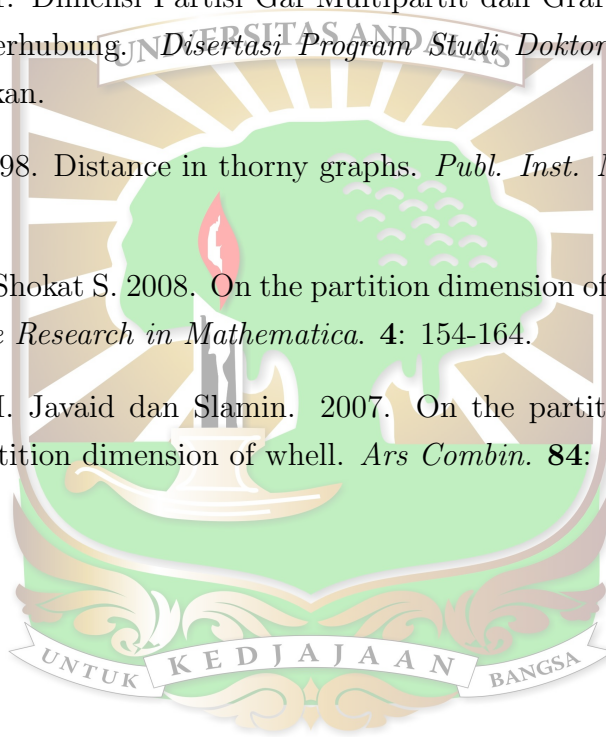 1. Dimensi Partisi Gaf Multipartit dan Graf
UNIVERSITAS ANDALAS
erhubung. Disertasi Program Studi Doktor
kan.
98. Distance in thorny graphs. Publ. Inst. M
Shokat S. 2008. On the partition dimension of
e Research in Mathematica. 4: 154-164.
I. Javaid dan Slamin. 2007. On the partit
tition dimension of whell. Ars Combin. 84:
UNTUK KEDJAJAAN BANGSA